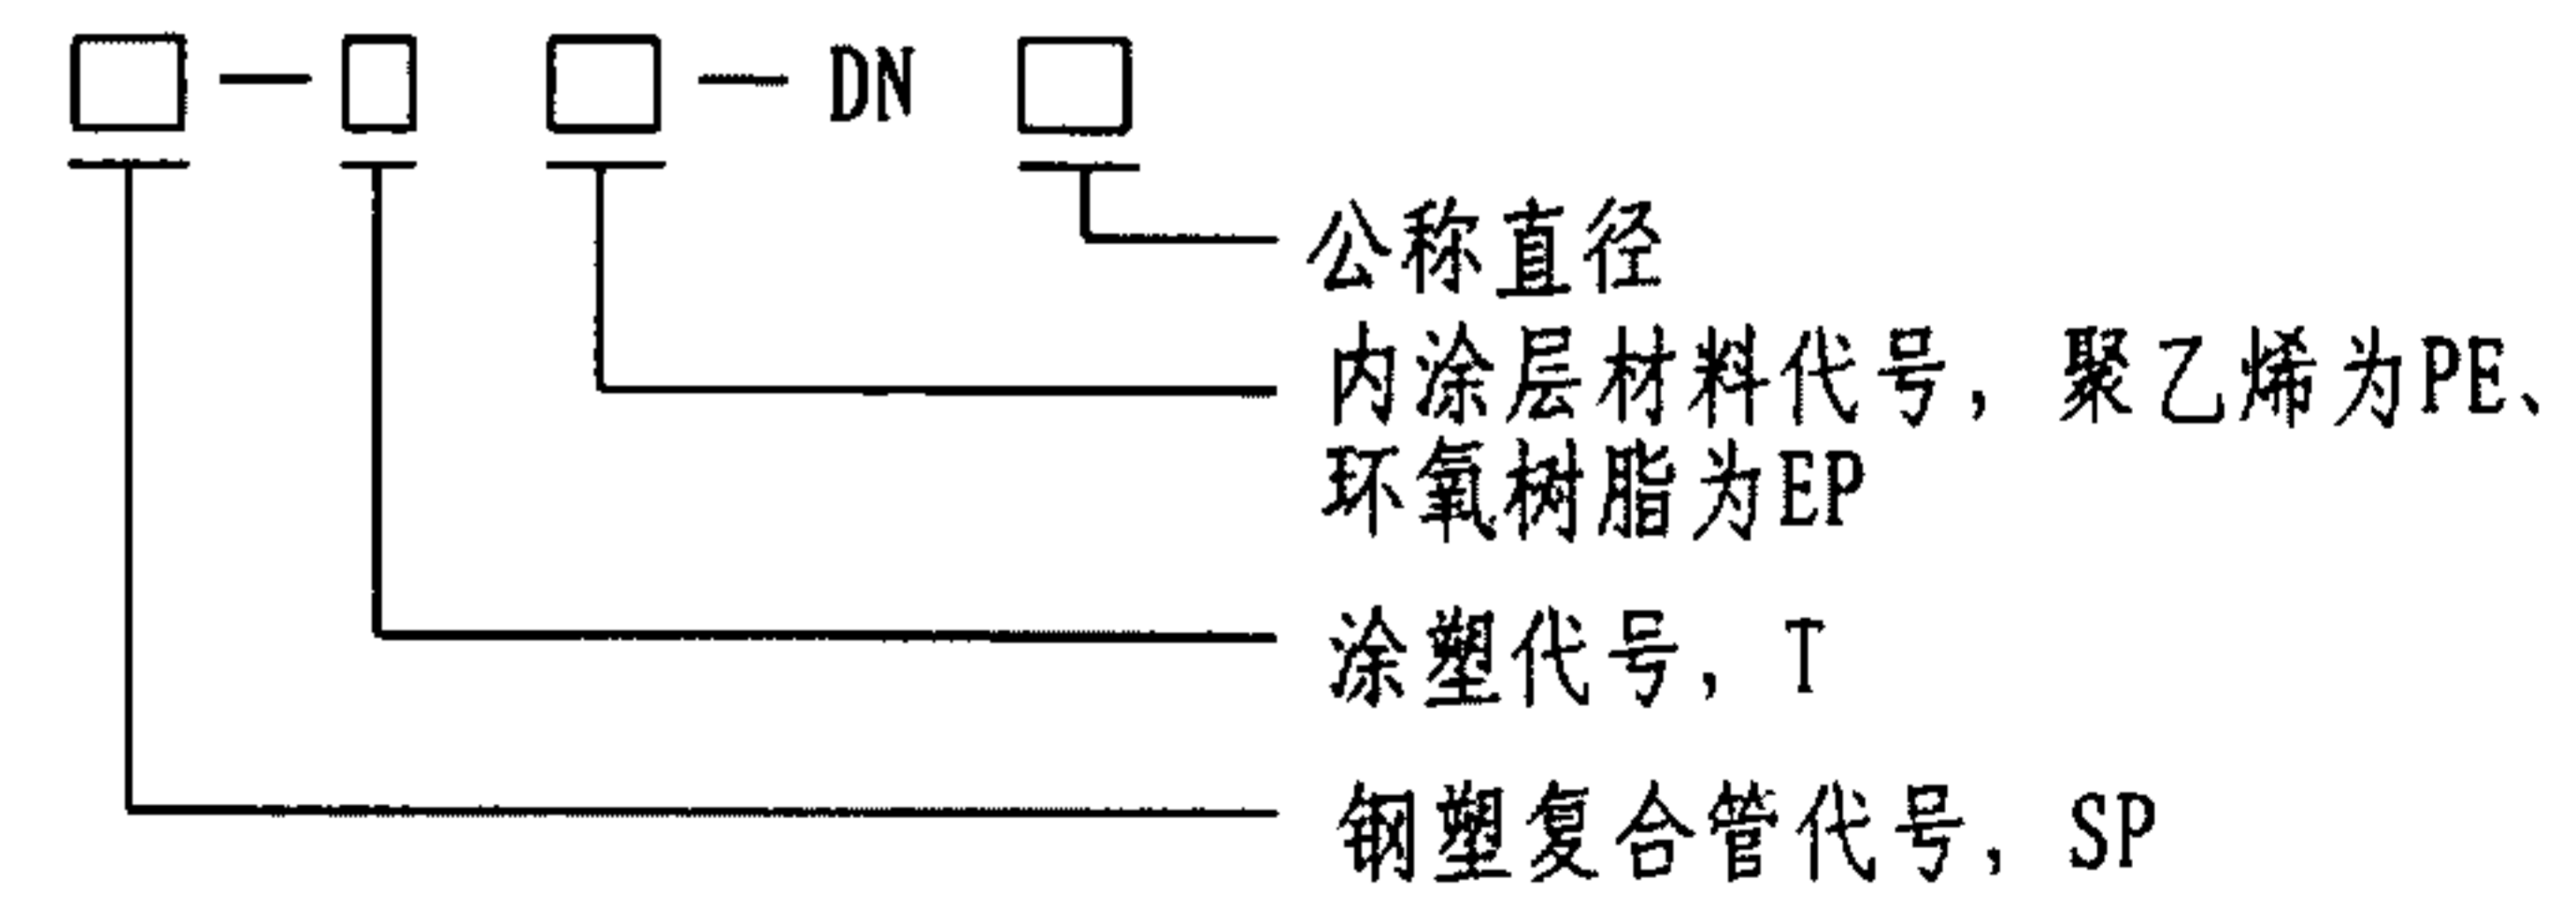 □—□ □—DN □
公称直径
内涂层材料代号，聚乙烯为PE、
环氧树脂为EP
涂塑代号，T
钢塑复合管代号，SP